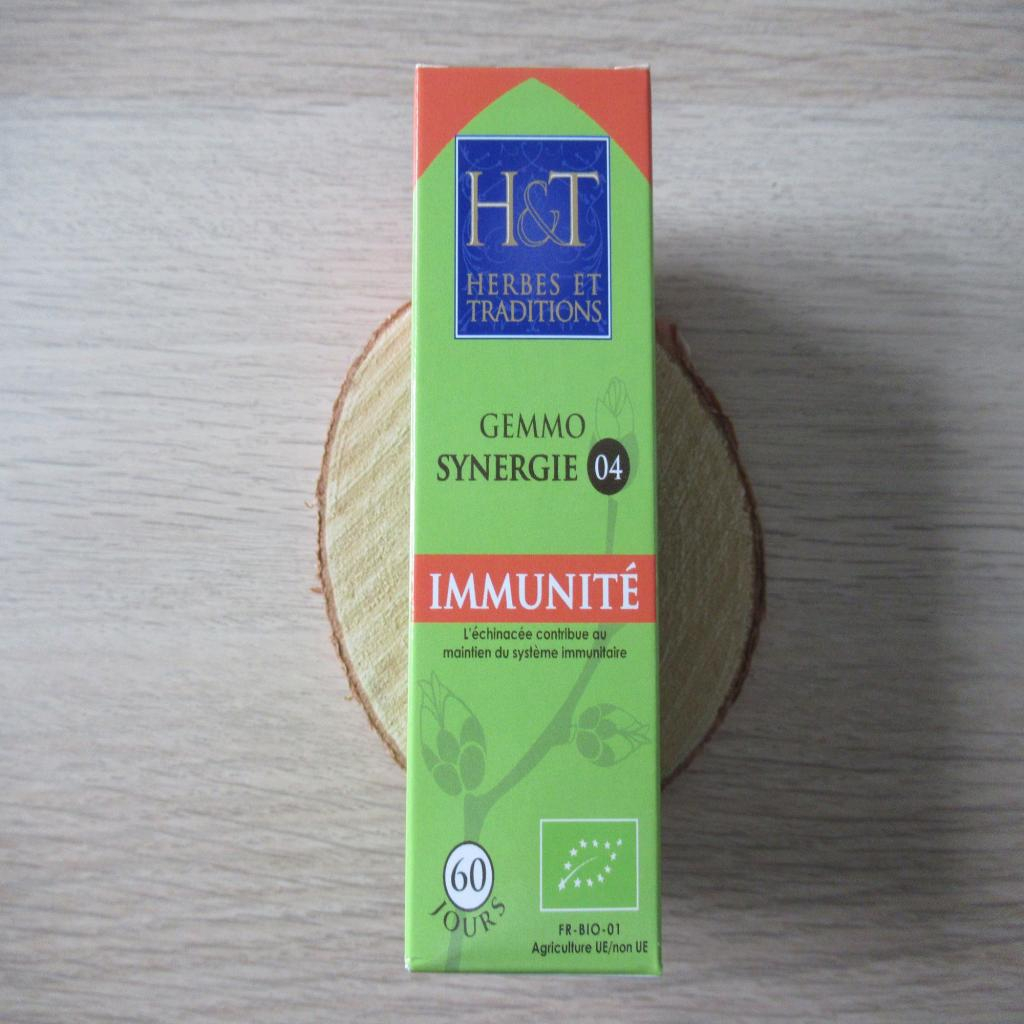 H&T
HERBES ET
TRADITIONS
GEMMO
SYNERGIE 04
IMMUNITÉ
L'échinacée contribue au
maintien du système immunitaire
60
JOURS
FR-BIO-01
Agriculture UE/non UE